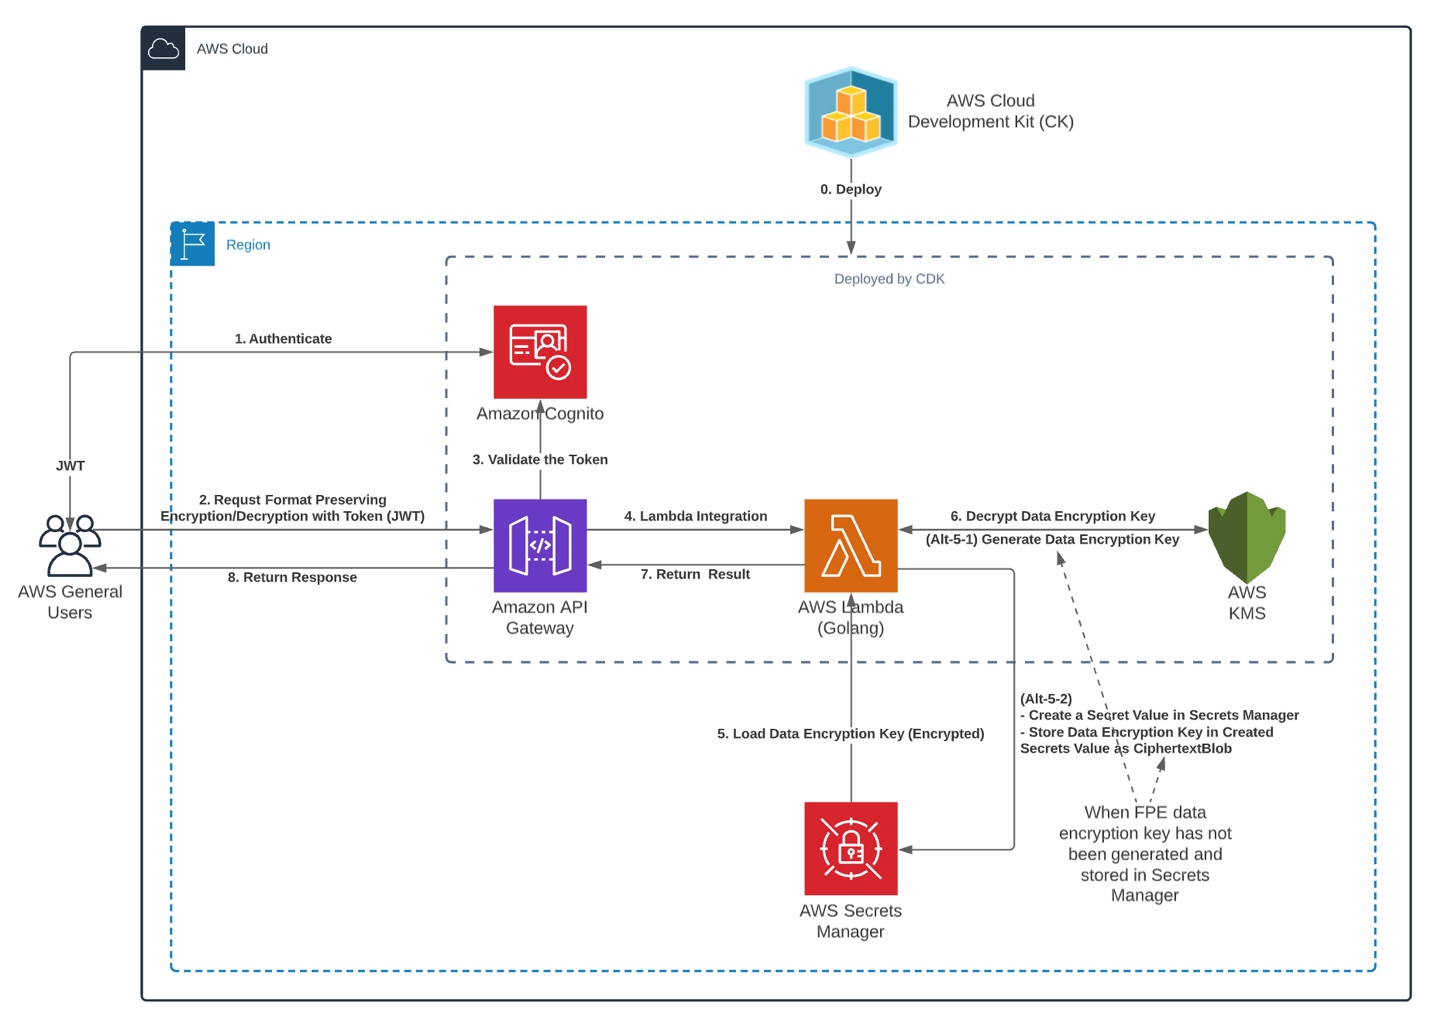 AWS Cloud
AWS Cloud
Development Kit (CK)
0. Deploy
Region
Deployed by CDK
1. Authenticate
Amazon Cognito
JWT
3. Validate the Token
2. Requst Format Preserving
Encryption/Decryption with Token (JWT)
4. Lambda Integration
6. Decrypt Data Encryption Key
(Alt-5-1) Generate Data Encryption Key
8. Return Response
7. Return Result
AWS General
Users
Amazon API
Gateway
AWS Lambda
(Golang)
AWS
KMS
(Alt-5-2)
- Create a Secret Value in Secrets Manager
- Store Data Encryption Key in Created
Secrets Value as CiphertextBlob
5. Load Data Encryption Key (Encrypted)
When FPE data
encryption key has not
been generated and
stored in Secrets
Manager
AWS Secrets
Manager